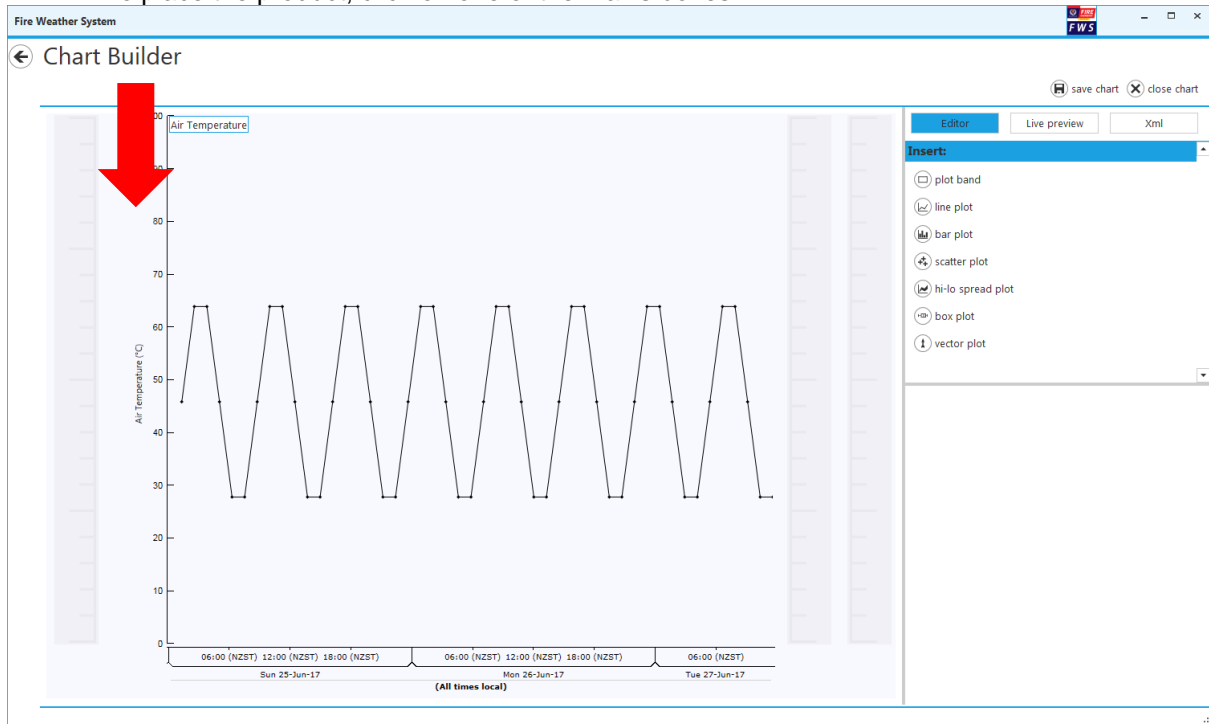 place the product,
Fire Weather System
FIRE
FWS
Chart Builder
save chart
close chart
Air Temperature
Editor
Live preview
Xml
Insert:
plot band
line plot
bar plot
scatter plot
hi-lo spread plot
box plot
vector plot
80
70
60
50
40
30
20
10
0
Air Temperature (°C)
06:00 (NZST) 12:00 (NZST) 18:00 (NZST) 06:00 (NZST) 12:00 (NZST) 18:00 (NZST) 06:00 (NZST)
Sun 25-Jun-17 Mon 26-Jun-17 Tue 27-Jun-17
(All times local)